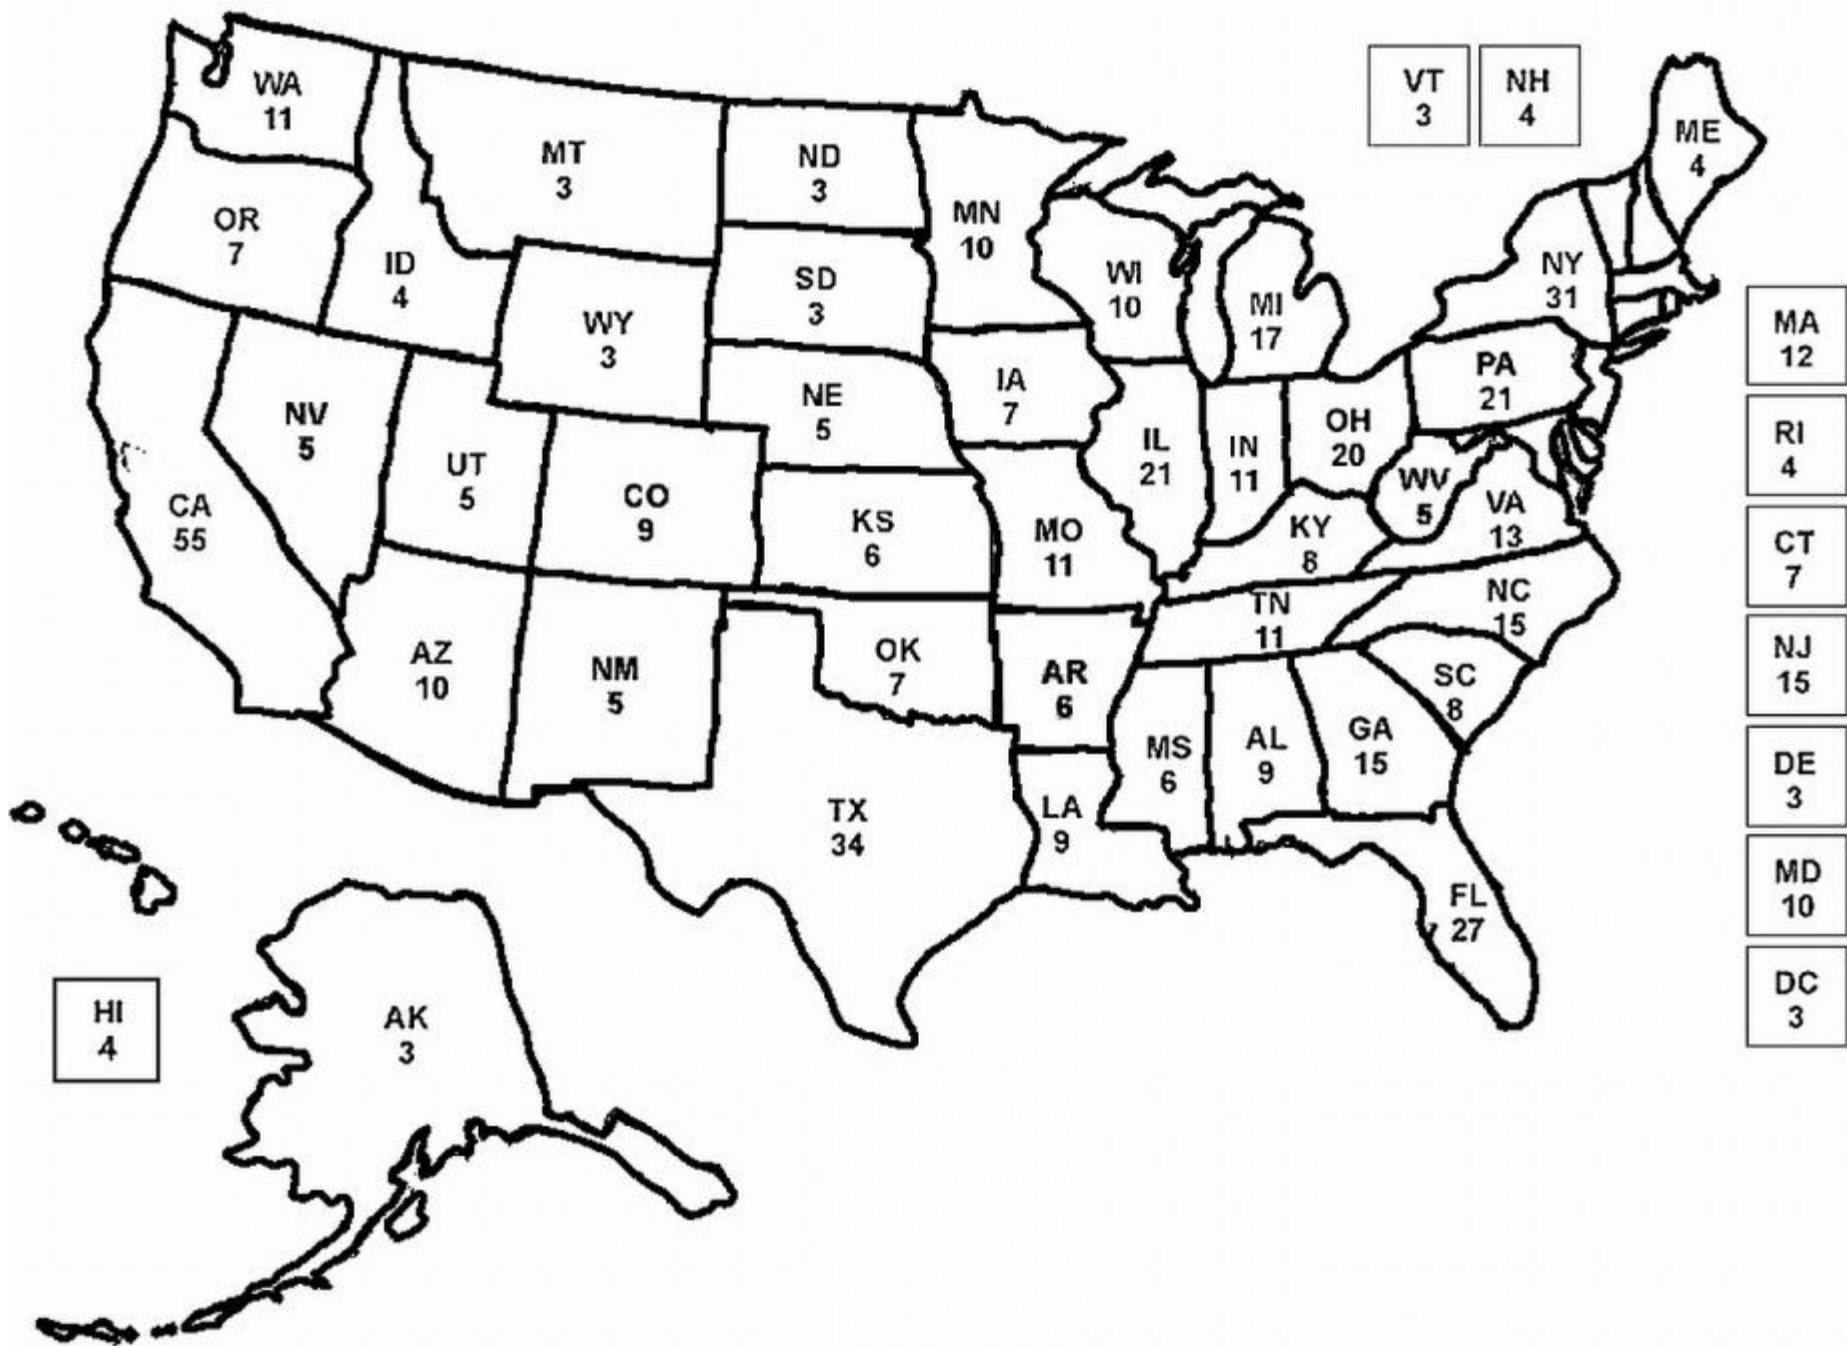 WA
11
OR
7
CA
55
NV
5
ID
4
MT
3
WY
3
UT
5
CO
9
AZ
10
NM
5
ND
3
SD
3
NE
5
KS
6
OK
7
TX
34
MN
10
IA
7
MO
11
AR
6
LA
9
WI
10
IL
21
MI
17
IN
11
OH
20
KY
8
TN
11
MS
6
AL
9
GA
15
FL
27
SC
8
NC
15
VA
13
WV
5
PA
21
NY
31
VT
3
NH
4
ME
4
MA
12
RI
4
CT
7
NJ
15
DE
3
MD
10
DC
3
HI
4
AK
3